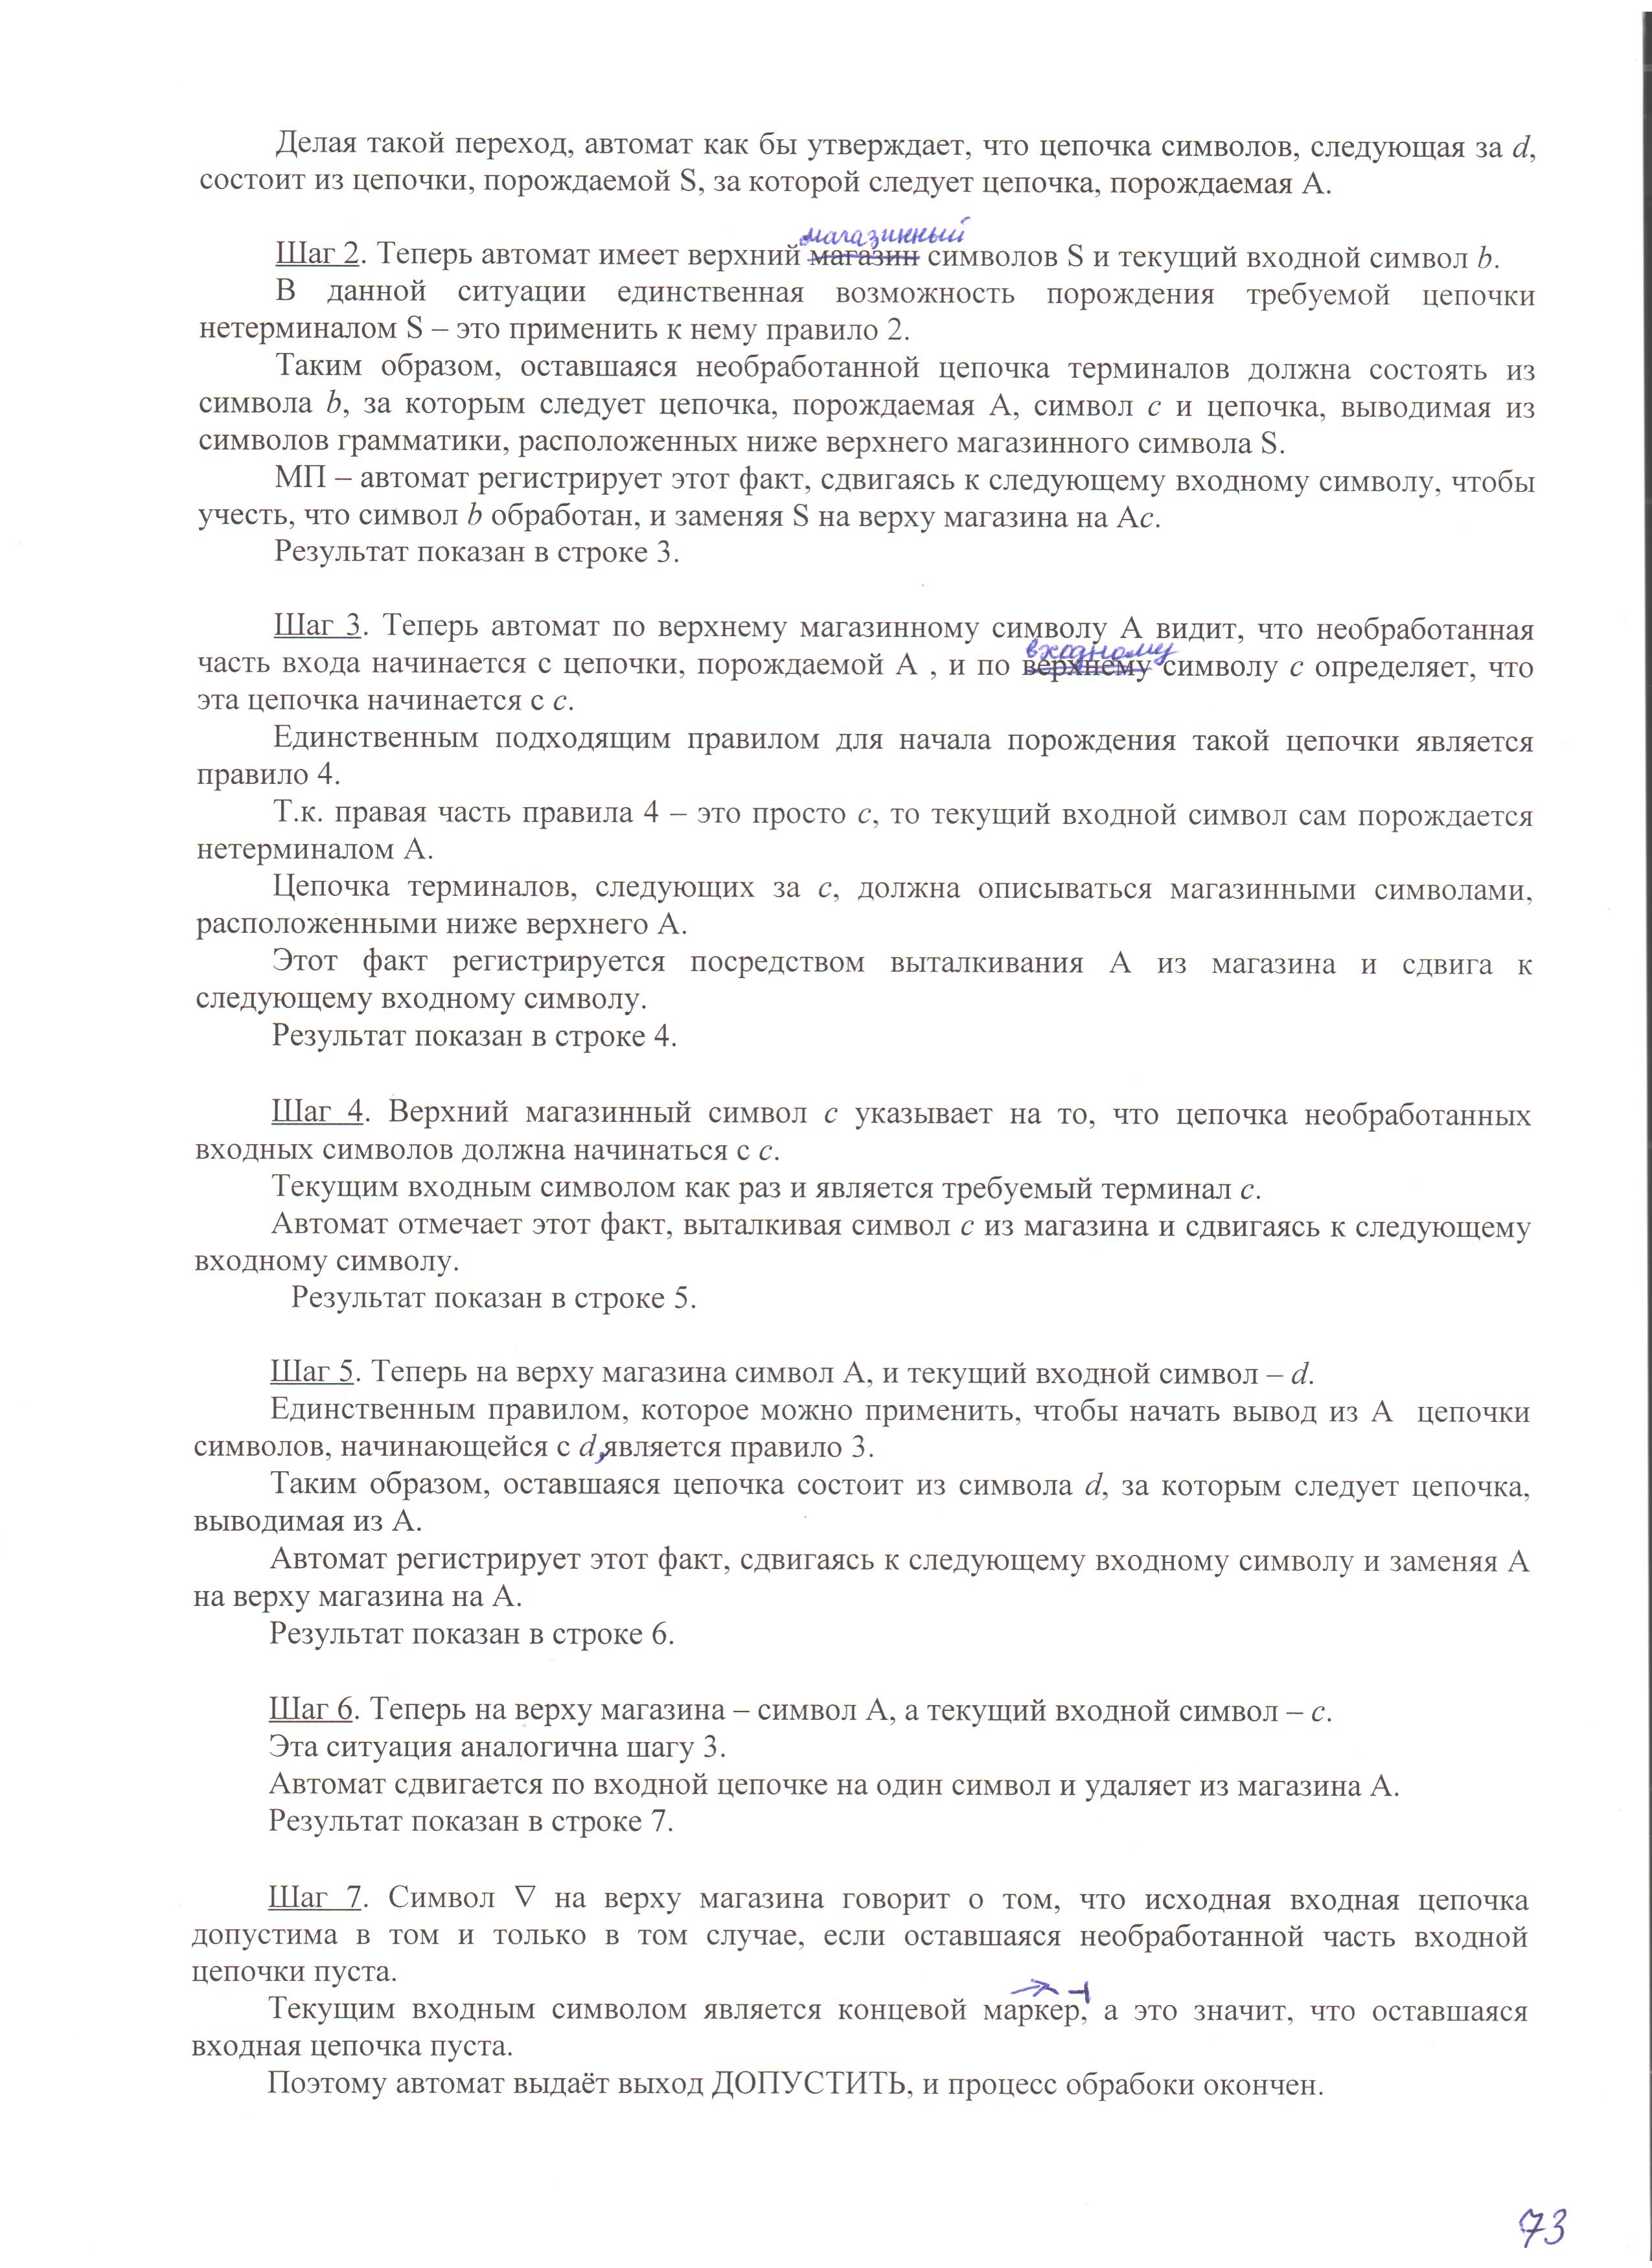 Делая такой переход, автомат как бы утверждает, что цепочка символов, следующая за d,
состоит из цепочки, порождаемой S, за которой следует цепочка, порождаемая A.
магазинный
Шаг 2. Теперь автомат имеет верхний магазин символов S и текущий входной символ b.
В данной ситуации единственная возможность порождения требуемой цепочки
нетерминалом S – это применить к нему правило 2.
Таким образом, оставшаяся необработанной цепочка терминалов должна состоять из
символа b, за которым следует цепочка, порождаемая A, символ c и цепочка, выводимая из
символов грамматики, расположенных ниже верхнего магазинного символа S.
МП – автомат регистрирует этот факт, сдвигаясь к следующему входному символу, чтобы
учесть, что символ b обработан, и заменяя S на верху магазина на Ac.
Результат показан в строке 3.
Шаг 3. Теперь автомат по верхнему магазинному символу A видит, что необработанная
входному
часть входа начинается с цепочки, порождаемой A , и по верхнему символу c определяет, что
эта цепочка начинается с c.
Единственным подходящим правилом для начала порождения такой цепочки является
правило 4.
Т.к. правая часть правила 4 – это просто c, то текущий входной символ сам порождается
нетерминалом A.
Цепочка терминалов, следующих за c, должна описываться магазинными символами,
расположенными ниже верхнего A.
Этот факт регистрируется посредством выталкивания A из магазина и сдвига к
следующему входному символу.
Результат показан в строке 4.
Шаг 4. Верхний магазинный символ c указывает на то, что цепочка необработанных
входных символов должна начинаться с c.
Текущим входным символом как раз и является требуемый терминал c.
Автомат отмечает этот факт, выталкивая символ c из магазина и сдвигаясь к следующему
входному символу.
Результат показан в строке 5.
Шаг 5. Теперь на верху магазина символ A, и текущий входной символ – d.
Единственным правилом, которое можно применить, чтобы начать вывод из A цепочки
символов, начинающейся с d, является правило 3.
Таким образом, оставшаяся цепочка состоит из символа d, за которым следует цепочка,
выводимая из A.
Автомат регистрирует этот факт, сдвигаясь к следующему входному символу и заменяя A
на верху магазина на A.
Результат показан в строке 6.
Шаг 6. Теперь на верху магазина – символ A, а текущий входной символ – c.
Эта ситуация аналогична шагу 3.
Автомат сдвигается по входной цепочке на один символ и удаляет из магазина A.
Результат показан в строке 7.
Шаг 7. Символ ∇ на верху магазина говорит о том, что исходная входная цепочка
допустима в том и только в том случае, если оставшаяся необработанной часть входной
цепочки пуста.
→ ⊣
Текущим входным символом является концевой маркер, а это значит, что оставшаяся
входная цепочка пуста.
Поэтому автомат выдаёт выход ДОПУСТИТЬ, и процесс обрабоки окончен.
73